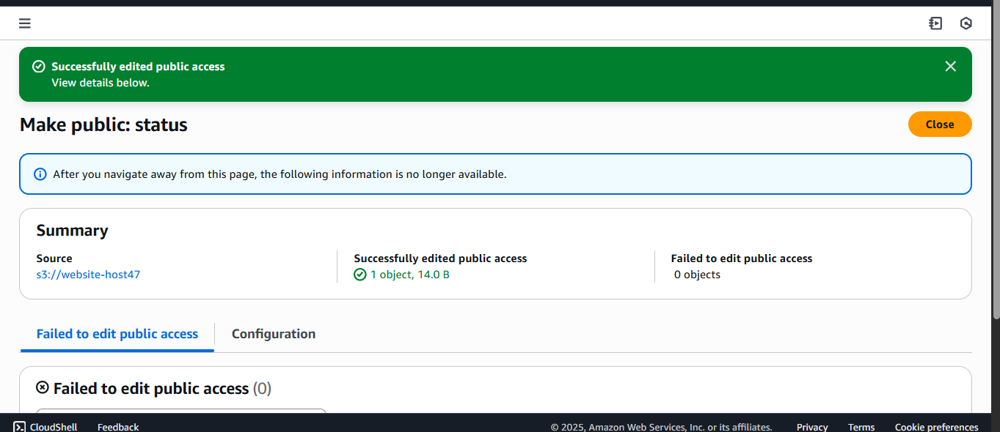 Successfully edited public access
View details below.
Make public: status
Close
After you navigate away from this page, the following information is no longer available.
Summary
Source
s3://website-host47
Successfully edited public access
1 object, 14.0 B
Failed to edit public access
0 objects
Failed to edit public access
Configuration
Failed to edit public access (0)
CloudShell
Feedback
© 2025, Amazon Web Services, Inc. or its affiliates.
Privacy
Terms
Cookie preferences